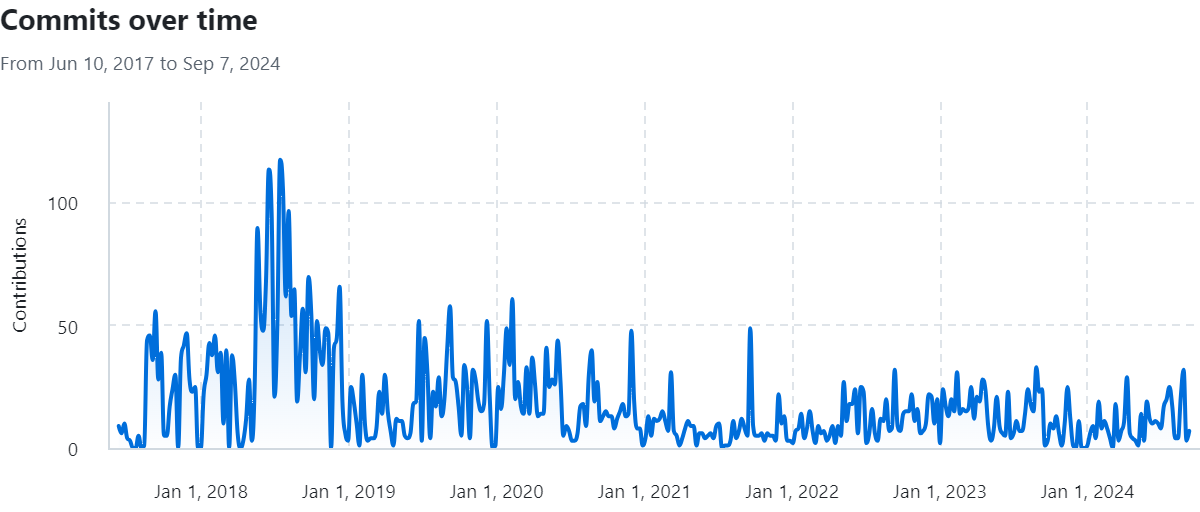 Commits over time
From Jun 10, 2017 to Sep 7, 2024
Contributions
100
50
0
Jan 1, 2018
Jan 1, 2019
Jan 1, 2020
Jan 1, 2021
Jan 1, 2022
Jan 1, 2023
Jan 1, 2024